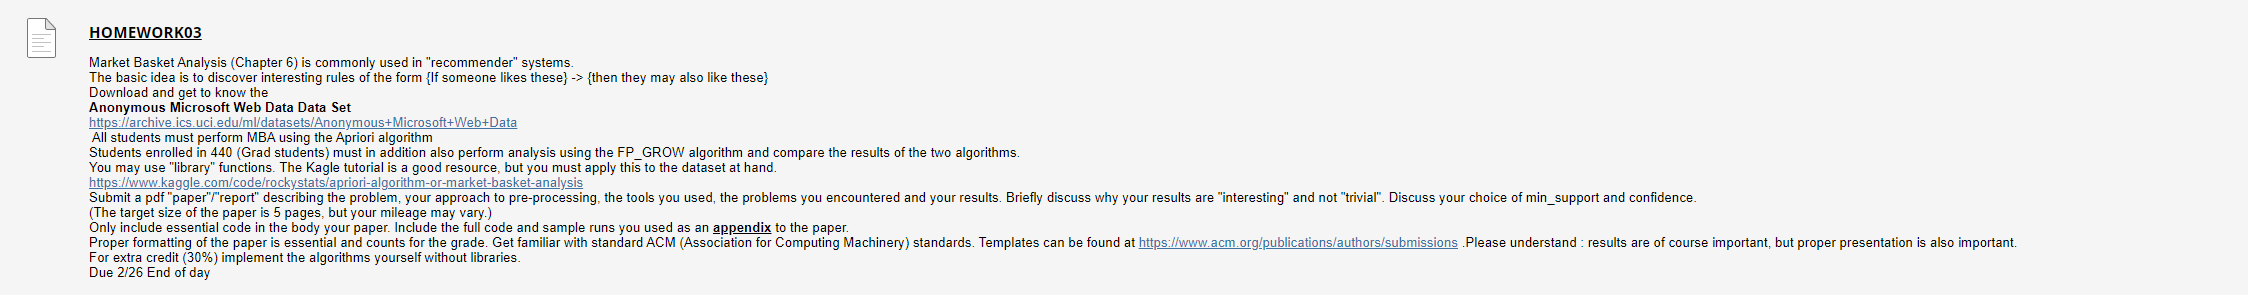 HOMEWORK03
Market Basket Analysis (Chapter 6) is commonly used in "recommender" systems.
The basic idea is to discover interesting rules of the form {If someone likes these} -> {then they may also like these}
Download and get to know the
Anonymous Microsoft Web Data Data Set
https://archive.ics.uci.edu/ml/datasets/Anonymous+Microsoft+Web+Data
All students must perform MBA using the Apriori algorithm
Students enrolled in 440 (Grad students) must in addition also perform analysis using the FP_GROW algorithm and compare the results of the two algorithms.
You may use "library" functions. The Kagle tutorial is a good resource, but you must apply this to the dataset at hand.
https://www.kaggle.com/code/rockystats/apriori-algorithm-or-market-basket-analysis
Submit a pdf "paper"/"report" describing the problem, your approach to pre-processing, the tools you used, the problems you encountered and your results. Briefly discuss why your results are "interesting" and not "trivial". Discuss your choice of min_support and confidence.
(The target size of the paper is 5 pages, but your mileage may vary.)
Only include essential code in the body your paper. Include the full code and sample runs you used as an appendix to the paper.
Proper formatting of the paper is essential and counts for the grade. Get familiar with standard ACM (Association for Computing Machinery) standards. Templates can be found at https://www.acm.org/publications/authors/submissions .Please understand : results are of course important, but proper presentation is also important.
For extra credit (30%) implement the algorithms yourself without libraries.
Due 2/26 End of day